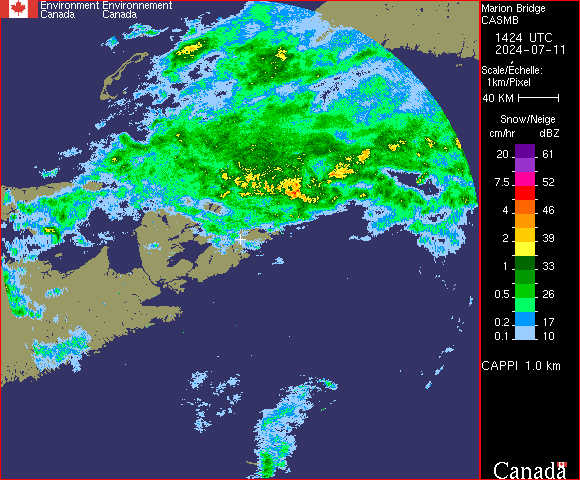 Environment Environnement
Canada Canada
Marion Bridge
CASMB
1424 UTC
2024-07-11
Scale/Échelle:
1km/Pixel
40 KM
Snow/Neige
cm/hr dBZ
20 61
7.5 52
4 46
2 39
1 33
0.5 26
0.2 17
0.1 10
CAPPI 1.0 km
Canada